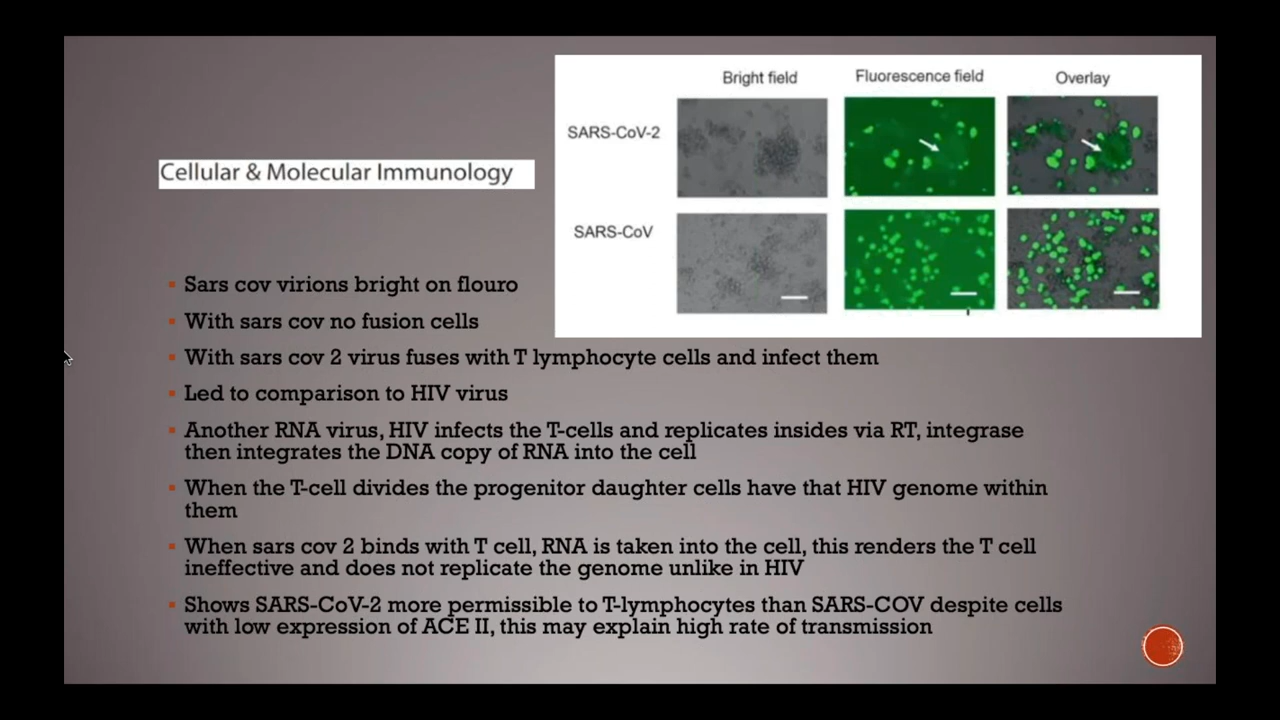 Bright field
Fluorescence field
Overlay
SARS-CoV-2
Cellular & Molecular Immunology
SARS-CoV
Sars cov virions bright on flouro
With sars cov no fusion cells
With sars cov 2 virus fuses with T lymphocyte cells and infect them
Led to comparison to HIV virus
Another RNA virus, HIV infects the T-cells and replicates insides via RT, integrase
then integrates the DNA copy of RNA into the cell
When the T-cell divides the progenitor daughter cells have that HIV genome within
them
When sars cov 2 binds with T cell, RNA is taken into the cell, this renders the T cell
ineffective and does not replicate the genome unlike in HIV
Shows SARS-CoV-2 more permissible to T-lymphocytes than SARS-COV despite cells
with low expression of ACE II, this may explain high rate of transmission